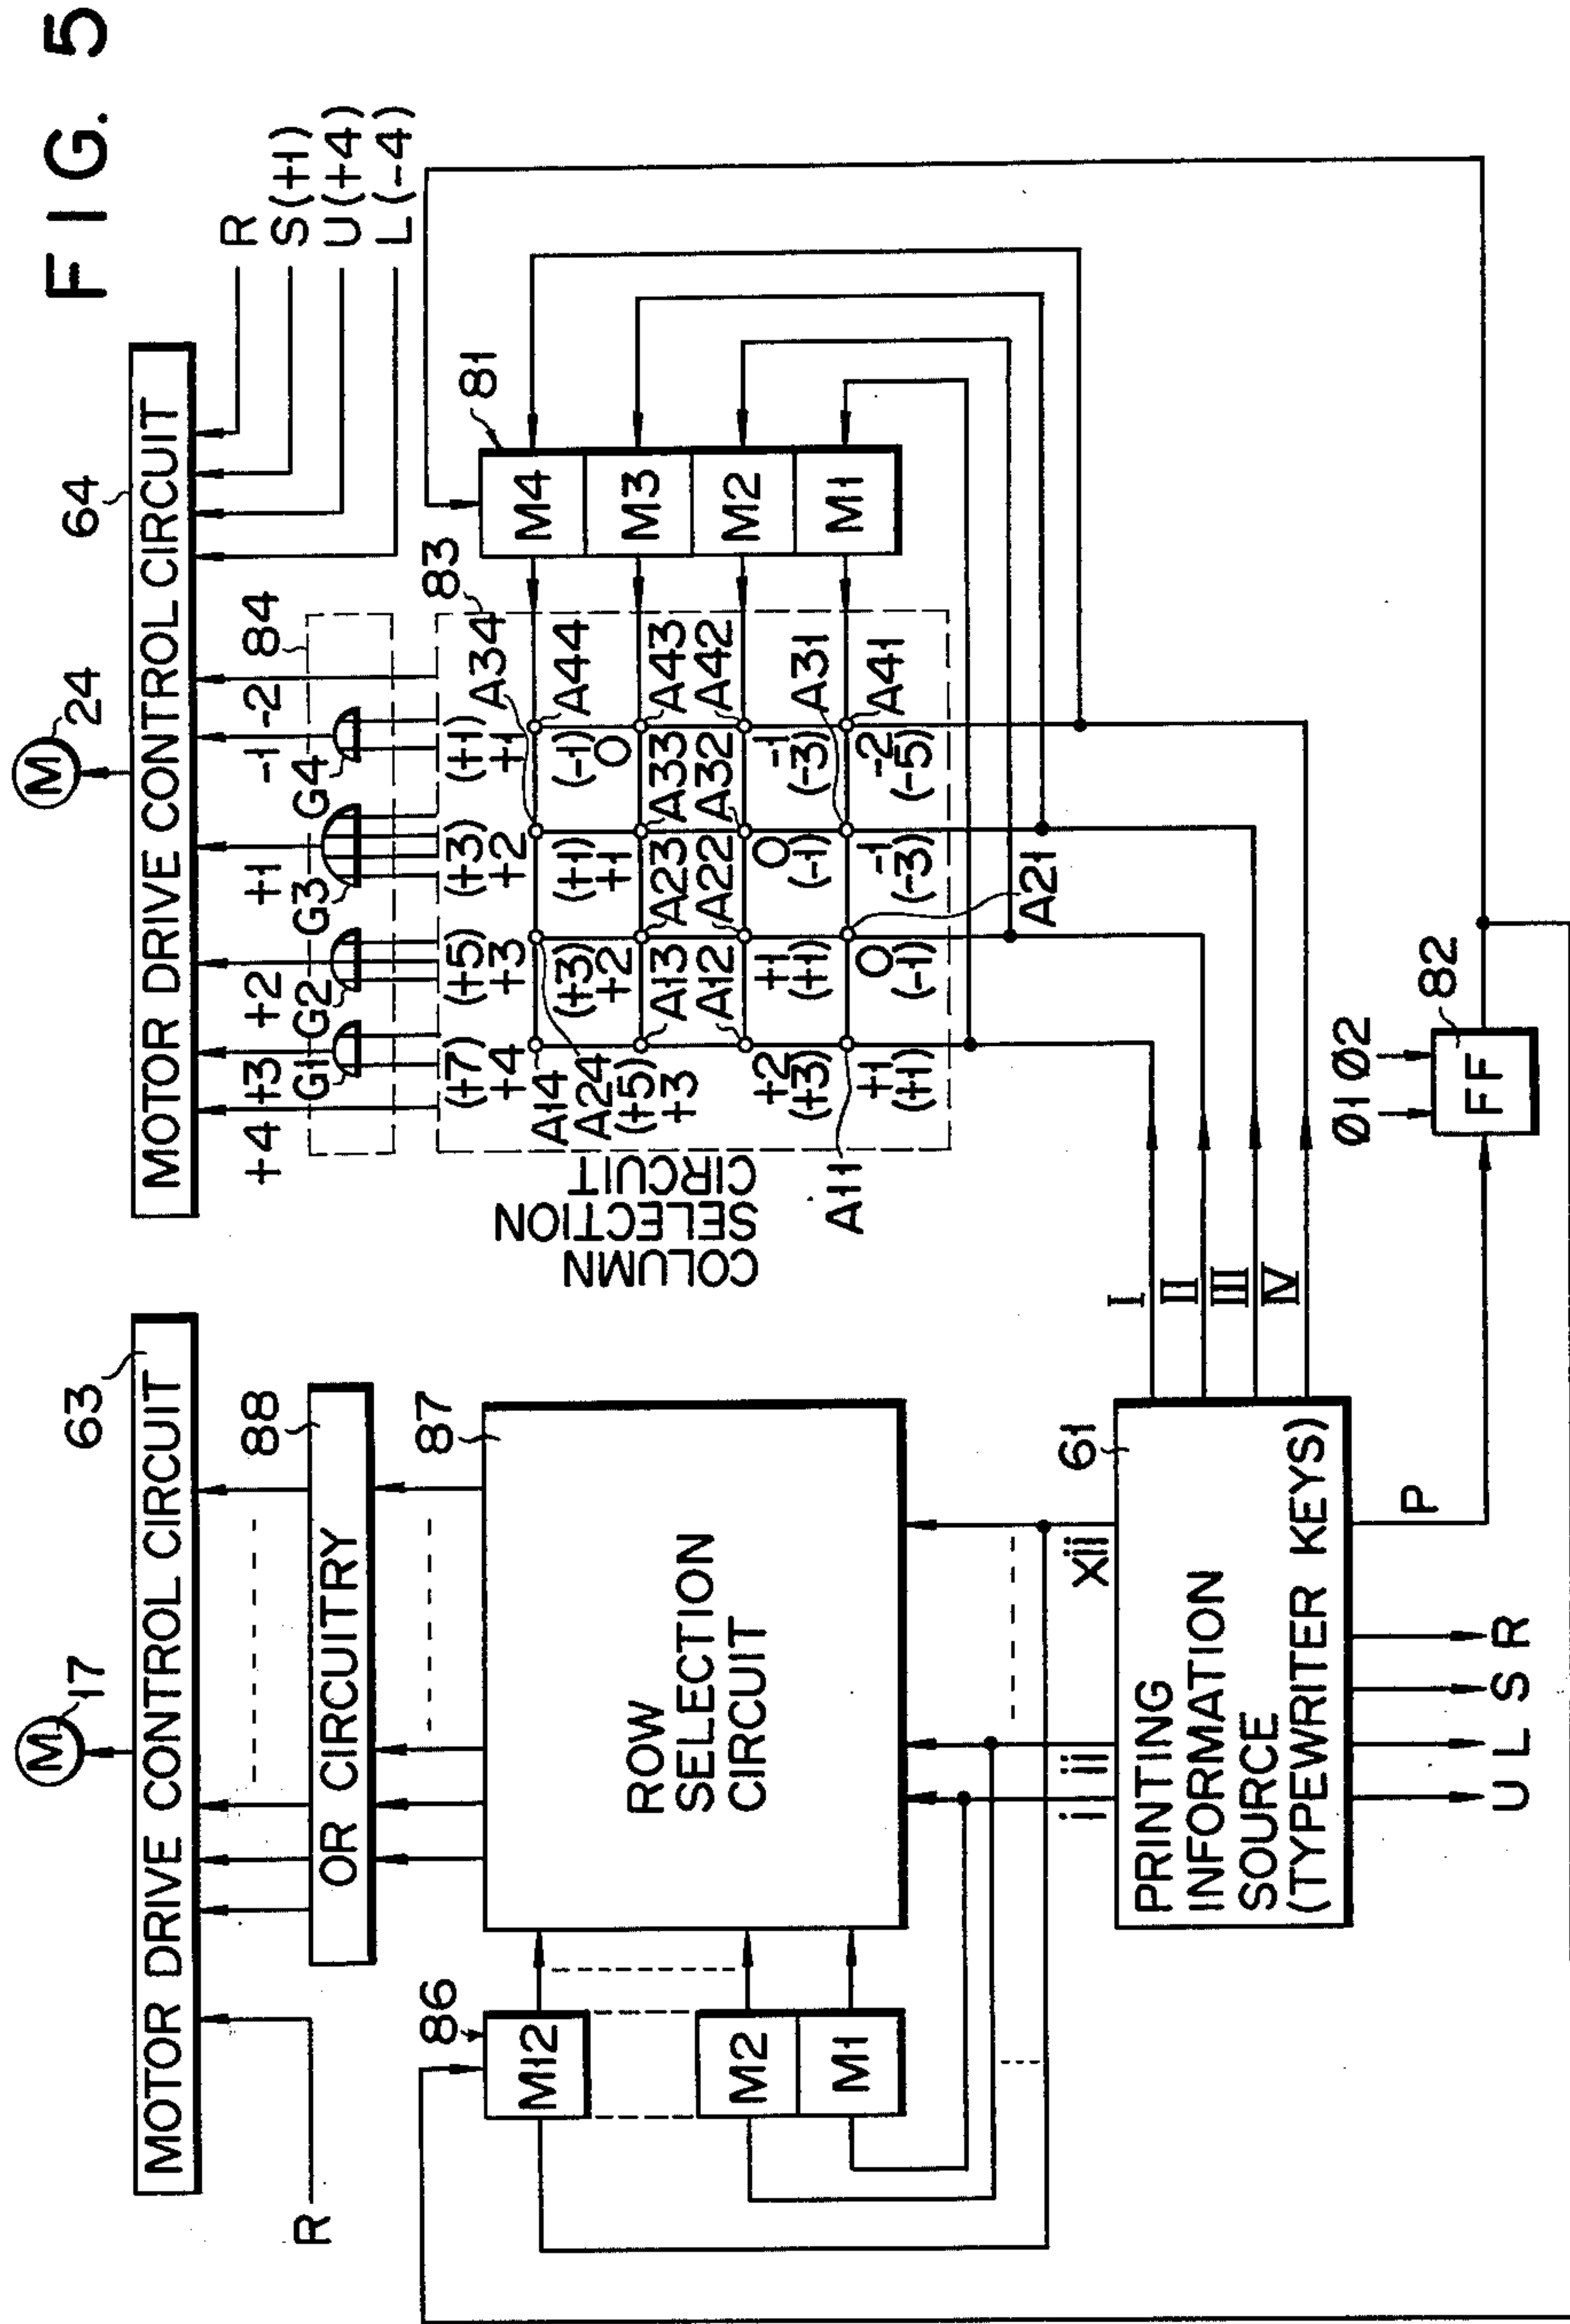 FIG. 5
M 17
M 24
63
64
MOTOR DRIVE CONTROL CIRCUIT
MOTOR DRIVE CONTROL CIRCUIT
R
R
S(+1)
U(+4)
L(-4)
+4 +3 +2 +1 -1 -2
84
88
OR CIRCUITRY
G1 G2 G3 G4
87
83
81
86
ROW
SELECTION
CIRCUIT
COLUMN
SELECTION
CIRCUIT
(+7) (+5) (+3) (+1)
+4 +3 +2 +1
A14 A24 A34 A44
(+5) (+3) (+1) (-1)
+3 +2 +1 0
A13 A23 A33 A43
A12 A22 A32 A42
+2 +1 0 -1
(+3) (+1) (-1) (-3)
A11 A21 A31 A41
+1 0 -1 -2
(+1) (-1) (-3) (-5)
M4
M3
M2
M1
M12
M2
M1
i ii xii
61
PRINTING
INFORMATION
SOURCE
(TYPEWRITER KEYS)
I
II
III
IV
P
Ø1 Ø2
82
FF
U L S R